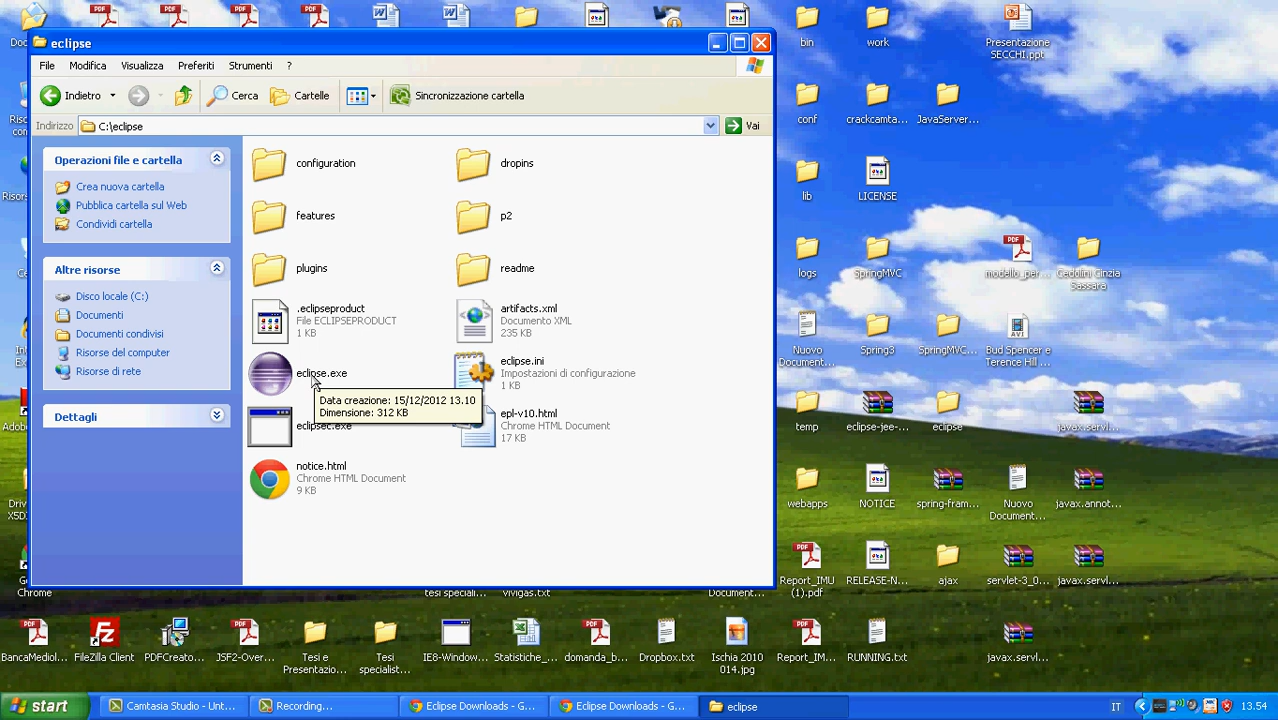 eclipse
File Modifica Visualizza Preferiti Strumenti ?
Indietro Cerca Cartelle Sincronizzazione cartella
Indirizzo C:\eclipse Vai
Operazioni file e cartella
Crea nuova cartella
Pubblica cartella sul Web
Condividi cartella
Altre risorse
Disco locale (C:)
Documenti
Documenti condivisi
Risorse del computer
Risorse di rete
Dettagli
configuration
dropins
features
p2
plugins
readme
.eclipseproduct
File ECLIPSEPRODUCT
1 KB
artifacts.xml
Documento XML
235 KB
eclipse.exe
eclipse.ini
Impostazioni di configurazione
1 KB
Data creazione: 15/12/2012 13.10
Dimensione: 312 KB
eclipsec.exe
epl-v10.html
Chrome HTML Document
17 KB
notice.html
Chrome HTML Document
9 KB
bin
work
Presentazione
SECCHI.ppt
conf
crackcamta...
JavaServer...
lib
LICENSE
logs
SpringMVC
modello_per...
Caddini Cinzia
Sassara
Nuovo
Document...
Spring3
SpringMVC...
Bud Spencer e
Terence Hill ...
temp
eclipse-jee-...
eclipse
javax.servl...
webapps
NOTICE
spring-fram...
Nuovo
Document...
javax.annot...
Report_IMU
(1).pdf
RELEASE-N...
ajax
servlet-3_0...
javax.servl...
Chrome
tesi speciali...
vivigas.txt
Document...
BancaMediol...
FileZilla Client
PDFCreato...
JSF2-Over...
Tesi e
Presentazio...
Tesi
specialist...
IE8-Window...
Statistiche_...
domanda_b...
Dropbox.txt
Ischia 2010
014.jpg
Report_IM...
RUNNING.txt
javax.servl...
start
Camtasia Studio - Unt...
Recording...
Eclipse Downloads - G...
Eclipse Downloads - G...
eclipse
IT
13.54